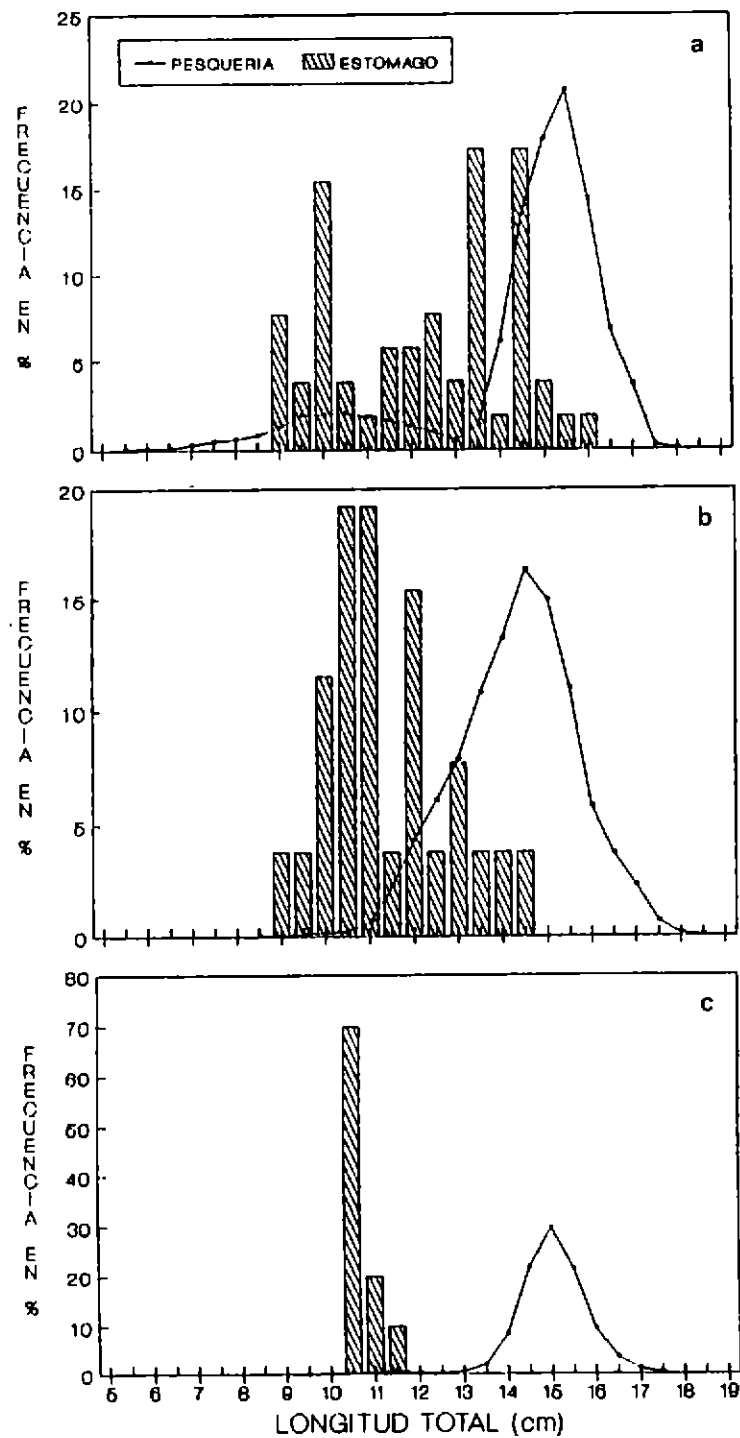 25
20
15
10
5
0
FRECUENCIA EN %
PESQUERIA
ESTOMAGO
a
20
15
10
5
0
FRECUENCIA EN %
b
80
70
60
50
40
30
20
10
0
FRECUENCIA EN %
c
5 6 7 8 9 10 11 12 13 14 15 16 17 18 19
LONGITUD TOTAL (cm)